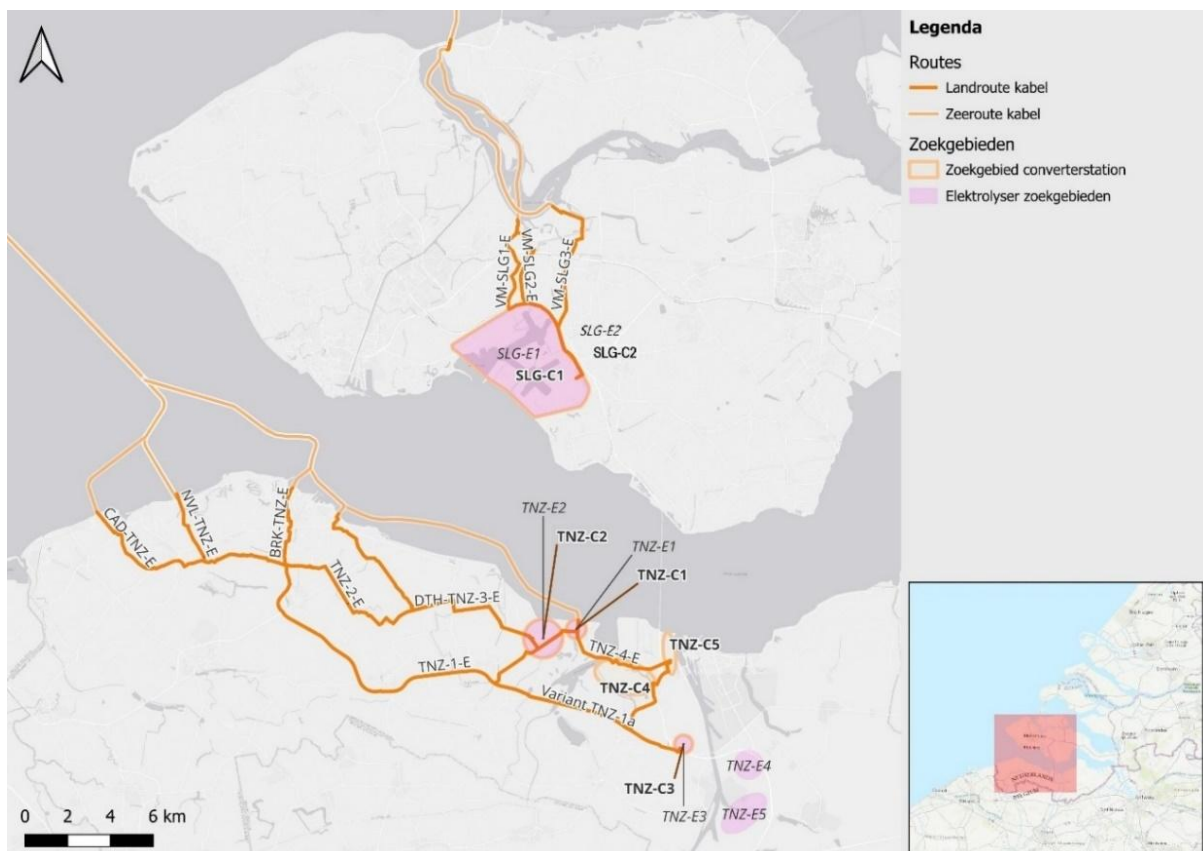 Legenda
Routes
Landroute kabel
Zeeroute kabel
Zoekgebieden
Zoekgebied converterstation
Elektrolyser zoekgebieden
VM-SLG1-E
VM-SLG2-E
VM-SLG3-E
SLG-E2
SLG-E1
SLG-C2
SLG-C1
CAD-TNZ-E
NVL-TNZ-E
BRK-TNZ-E
TNZ-E2
TNZ-C2
TNZ-E1
TNZ-C1
TNZ-2-E
DTH-TNZ-3-E
TNZ-4-E
TNZ-C5
TNZ-1-E
TNZ-C4
Variant TNZ-1a
TNZ-C3
TNZ-E4
TNZ-E3
TNZ-E5
0 2 4 6 km